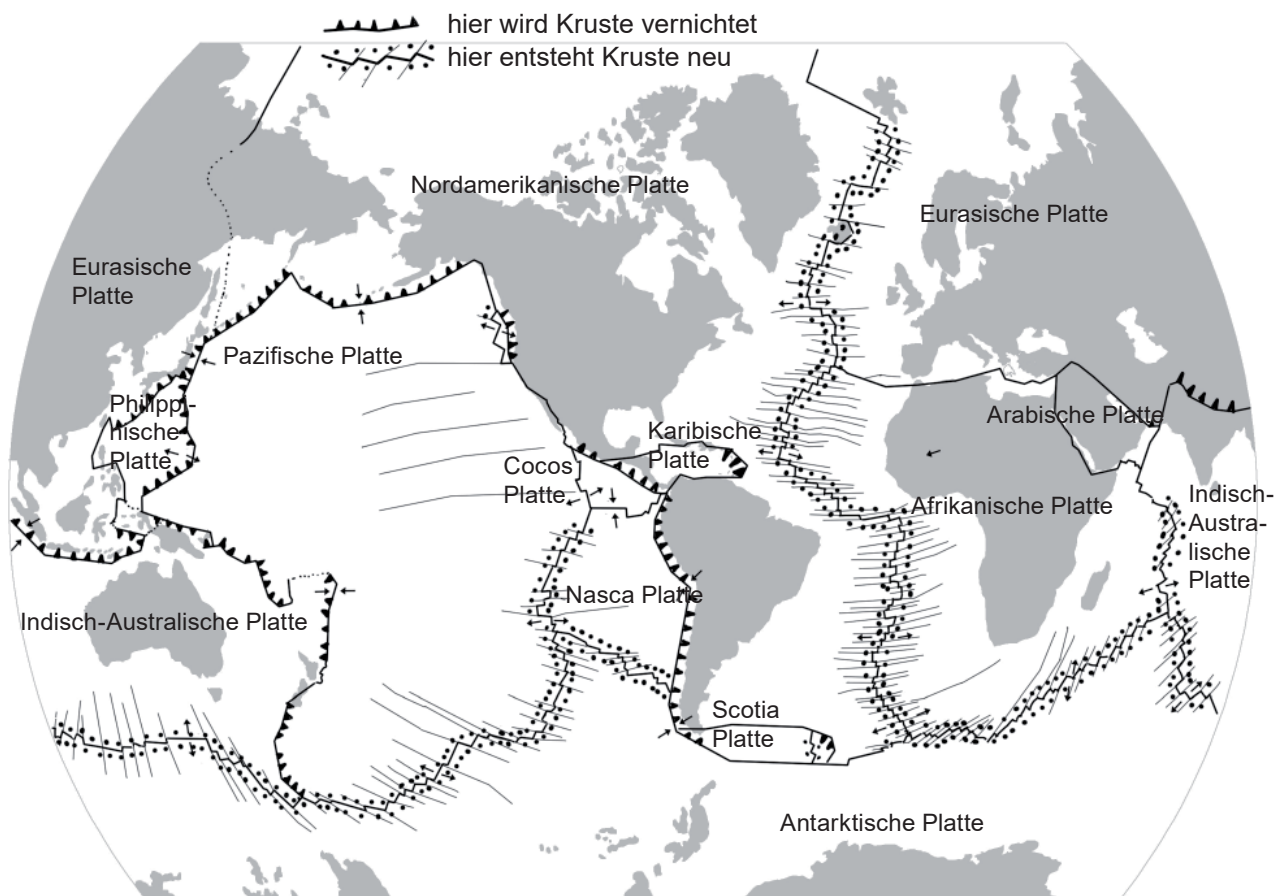 hier wird Kruste vernichtet
hier entsteht Kruste neu
Nordamerikanische Platte
Eurasische Platte
Eurasische
Platte
Pazifische Platte
Philippi-
nische
Platte
Karibische
Platte
Arabische Platte
Cocos
Platte
Afrikanische Platte
Indisch-
Austra-
lische
Platte
Nasca Platte
Indisch-Australische Platte
Scotia
Platte
Antarktische Platte